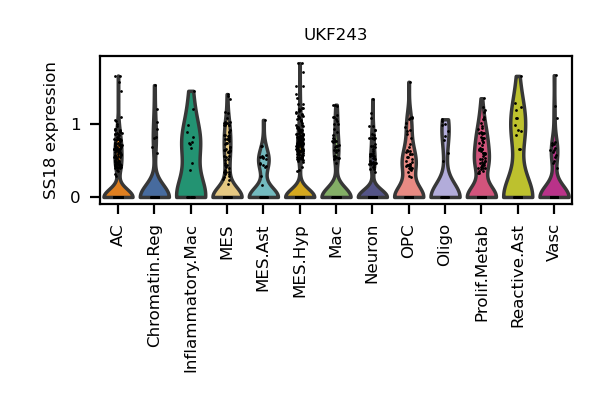 UKF243
SS18 expression
1
0
AC
Chromatin.Reg
Inflammatory.Mac
MES
MES.Ast
MES.Hyp
Mac
Neuron
OPC
Oligo
Prolif.Metab
Reactive.Ast
Vasc